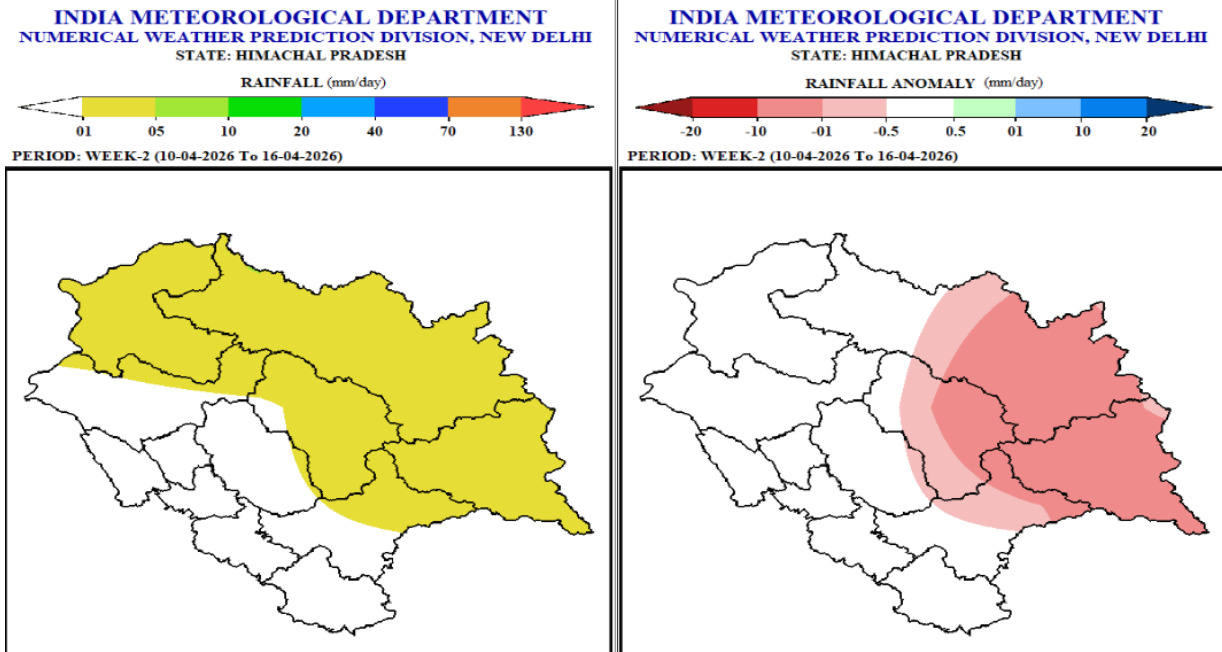 INDIA METEOROLOGICAL DEPARTMENT
NUMERICAL WEATHER PREDICTION DIVISION, NEW DELHI
STATE: HIMACHAL PRADESH
RAINFALL (mm/day)
01 05 10 20 40 70 130
PERIOD: WEEK-2 (10-04-2026 To 16-04-2026)
INDIA METEOROLOGICAL DEPARTMENT
NUMERICAL WEATHER PREDICTION DIVISION, NEW DELHI
STATE: HIMACHAL PRADESH
RAINFALL ANOMALY (mm/day)
-20 -10 -01 -0.5 0.5 01 10 20
PERIOD: WEEK-2 (10-04-2026 To 16-04-2026)